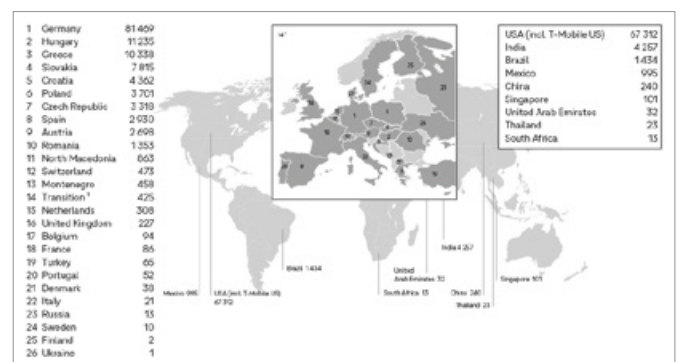 1 Germany 81 469
2 Hungary 11 235
3 Greece 10 338
4 Slovakia 7 815
5 Croatia 4 362
6 Poland 3 701
7 Czech Republic 3 318
8 Spain 2 930
9 Austria 2 698
10 Romania 1 353
11 North Macedonia 863
12 Switzerland 473
13 Montenegro 458
14 Transition¹ 425
15 Netherlands 308
16 United Kingdom 227
17 Belgium 94
18 France 86
19 Turkey 65
20 Portugal 52
21 Denmark 38
22 Italy 21
23 Russia 13
24 Sweden 10
25 Finland 2
26 Ukraine 1
USA (incl. T-Mobile US) 67 312
India 4 257
Brazil 1 434
Mexico 995
China 240
Singapore 101
United Arab Emirates 32
Thailand 23
South Africa 13
India 4 257
Brazil 1 434
United
Arab Emirates 32
Singapore 101
Mexico 995
USA (incl. T-Mobile US)
67 312
South Africa 13
China 240
Thailand 23